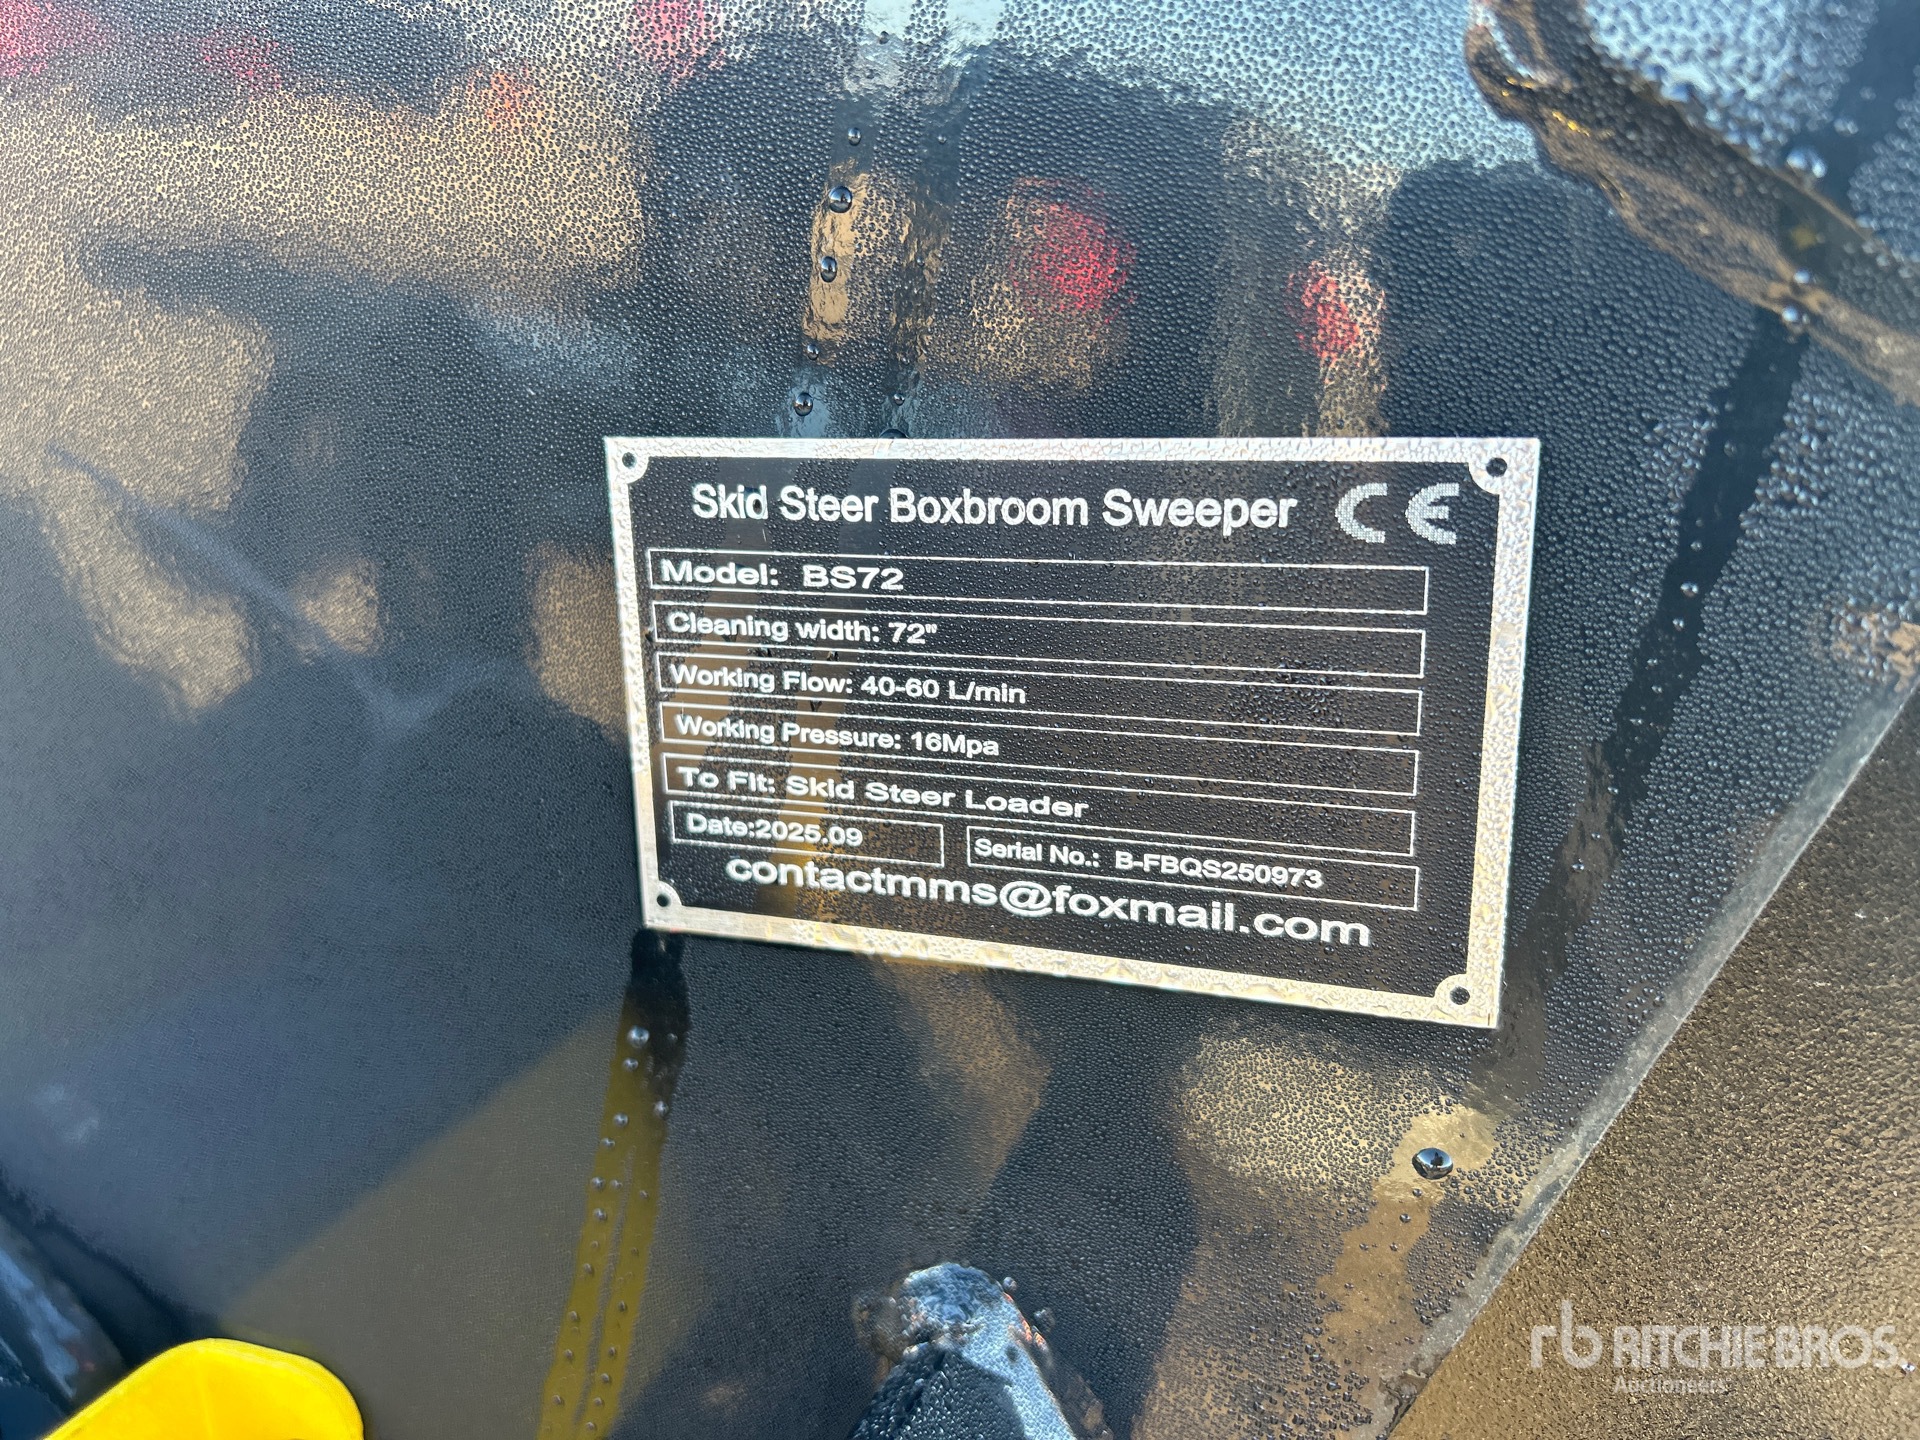 Skid Steer Boxbroom Sweeper CE
Model: BS72
Cleaning width: 72"
Working Flow: 40-60 L/min
Working Pressure: 16Mpa
To Fit: Skid Steer Loader
Date:2025.09 Serial No.: B-FBQS250973
contactmms@foxmail.com
rb RITCHIE BROS.
Auctioneers